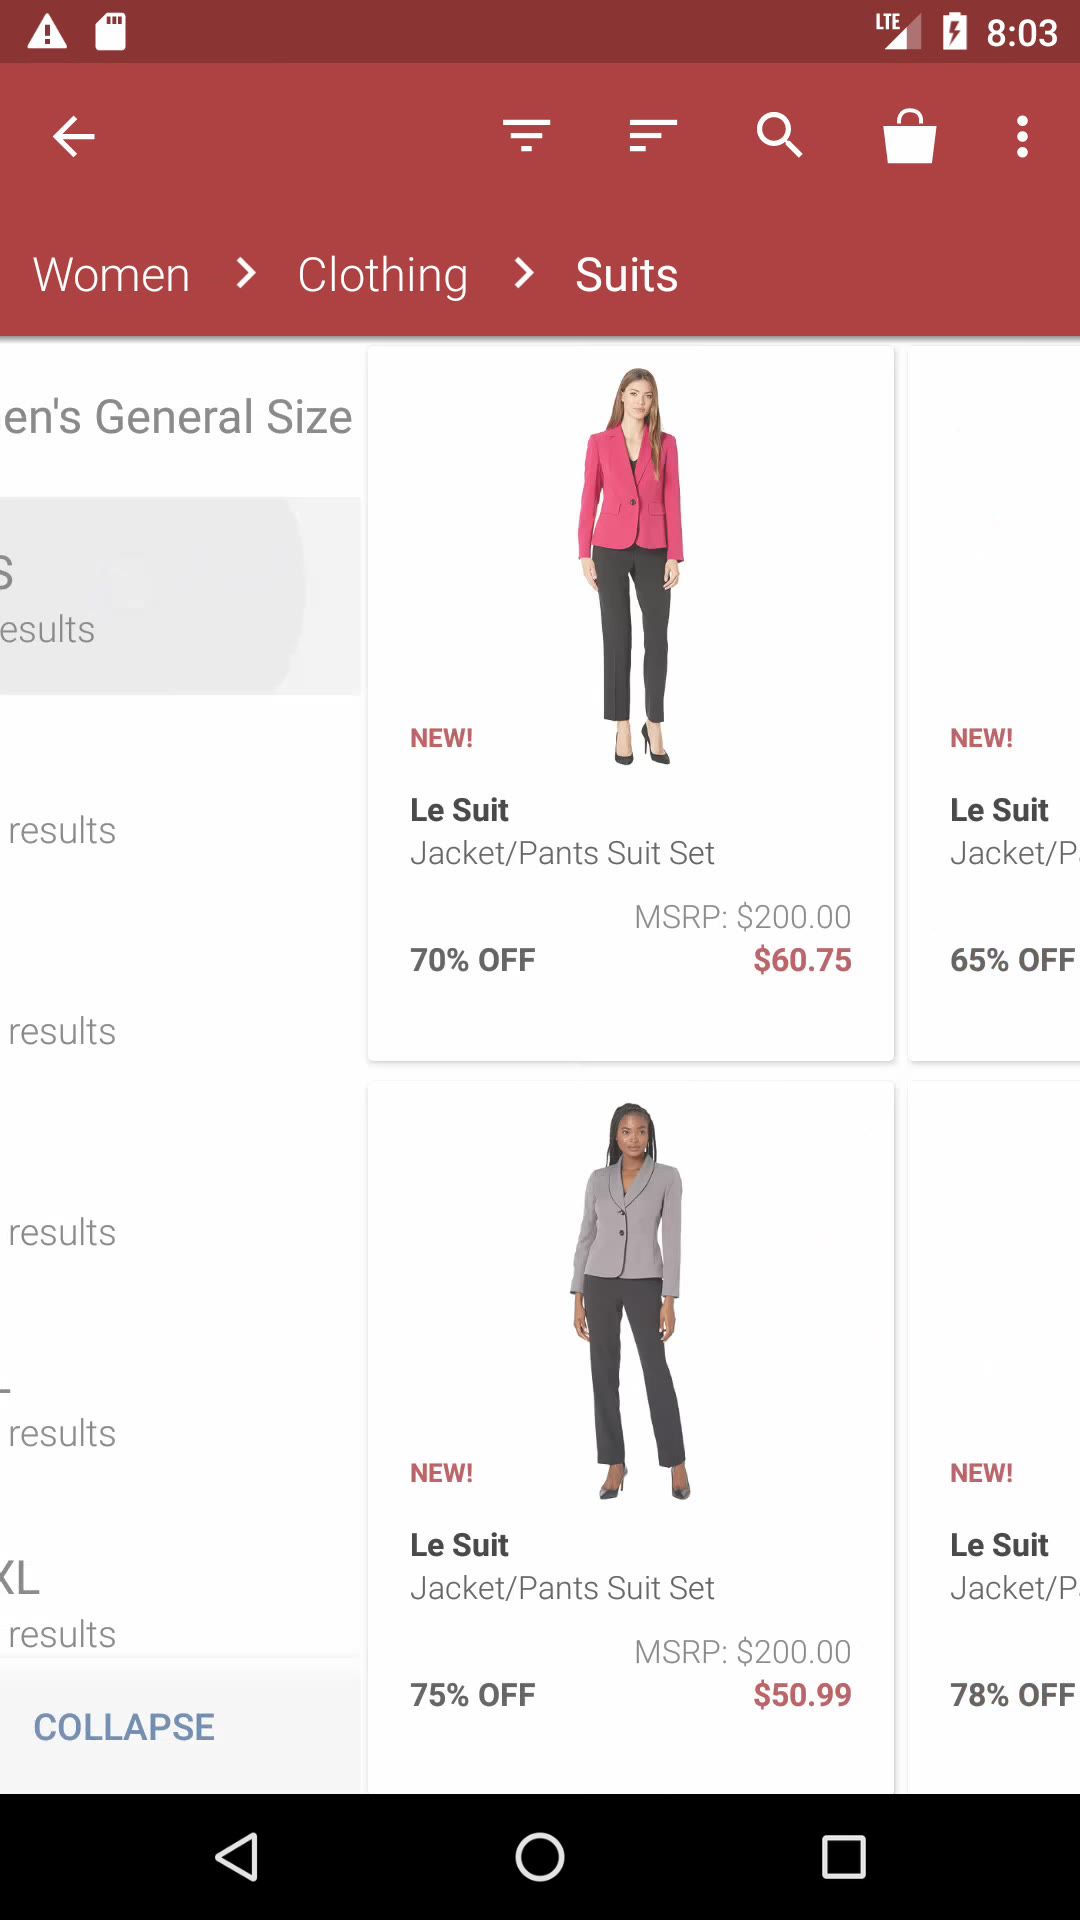 LTE 8:03
Women Clothing Suits
en's General Size
S
esults
results
results
results
results
XL
results
COLLAPSE
NEW!
Le Suit
Jacket/Pants Suit Set
MSRP: $200.00
70% OFF $60.75
NEW!
Le Suit
Jacket/P
65% OFF
NEW!
Le Suit
Jacket/Pants Suit Set
MSRP: $200.00
75% OFF $50.99
NEW!
Le Suit
Jacket/P
78% OFF